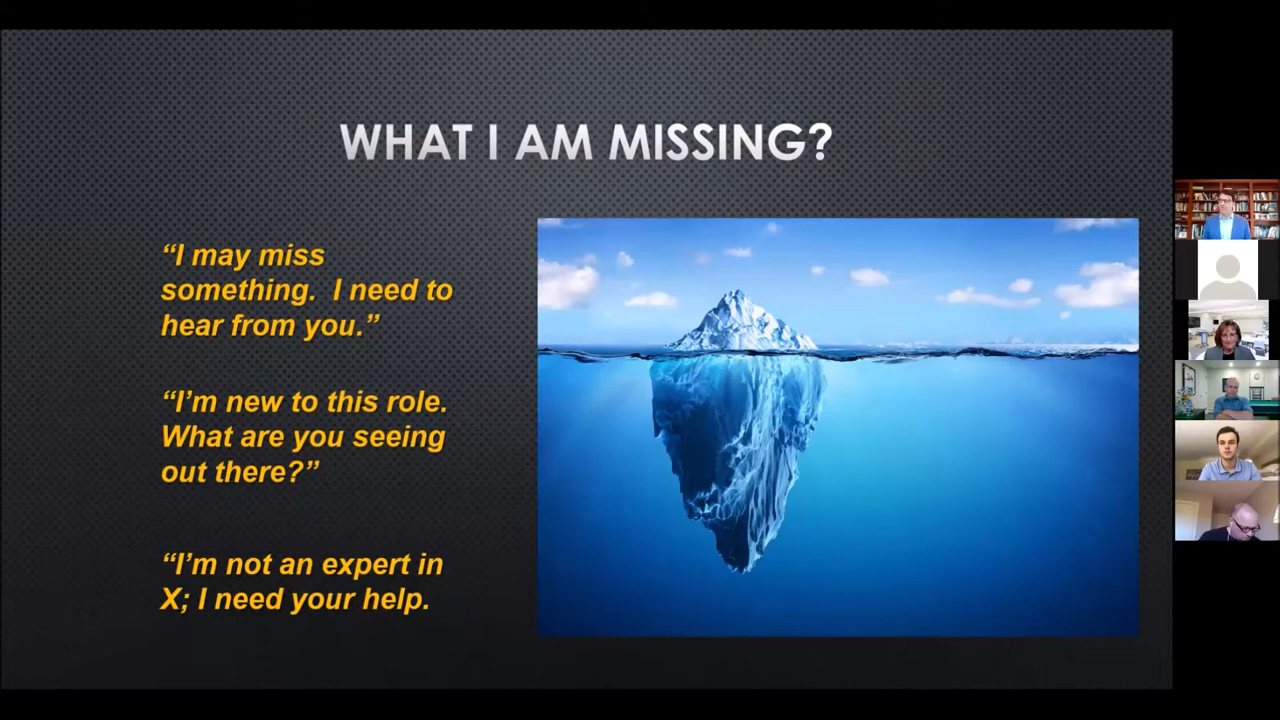 WHAT I AM MISSING?
“I may miss
something.  I need to
hear from you.”
“I’m new to this role.
What are you seeing
out there?”
“I’m not an expert in
X; I need your help.